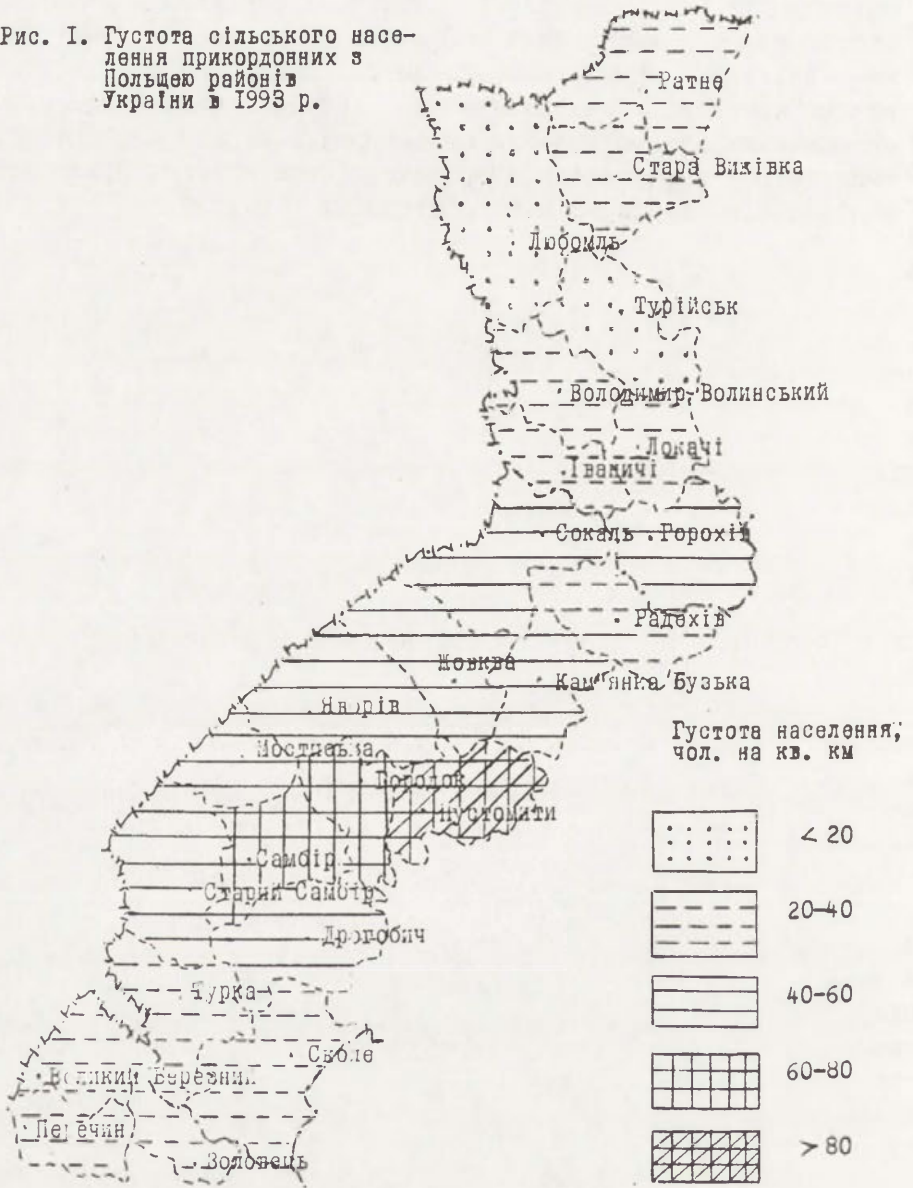 Рис. I. Густота сільського насе-
лення прикордонних з
Польщею районів
України в 1993 р.
Ратне
Стара Вижівка
Любомль
Турійськ
Володимир-Волинський
Локачі
Іваничі
Сокаль Горохів
Радехів
Жовква
Кам'янка Бузька
Яворів
Мостиська
Городок
Пустомити
Самбір
Старий Самбір
Дрогобич
Турка
Сколе
Великий Березний
Перечин
Воловець
Густота населення,
чол. на кв. км
< 20
20-40
40-60
60-80
> 80